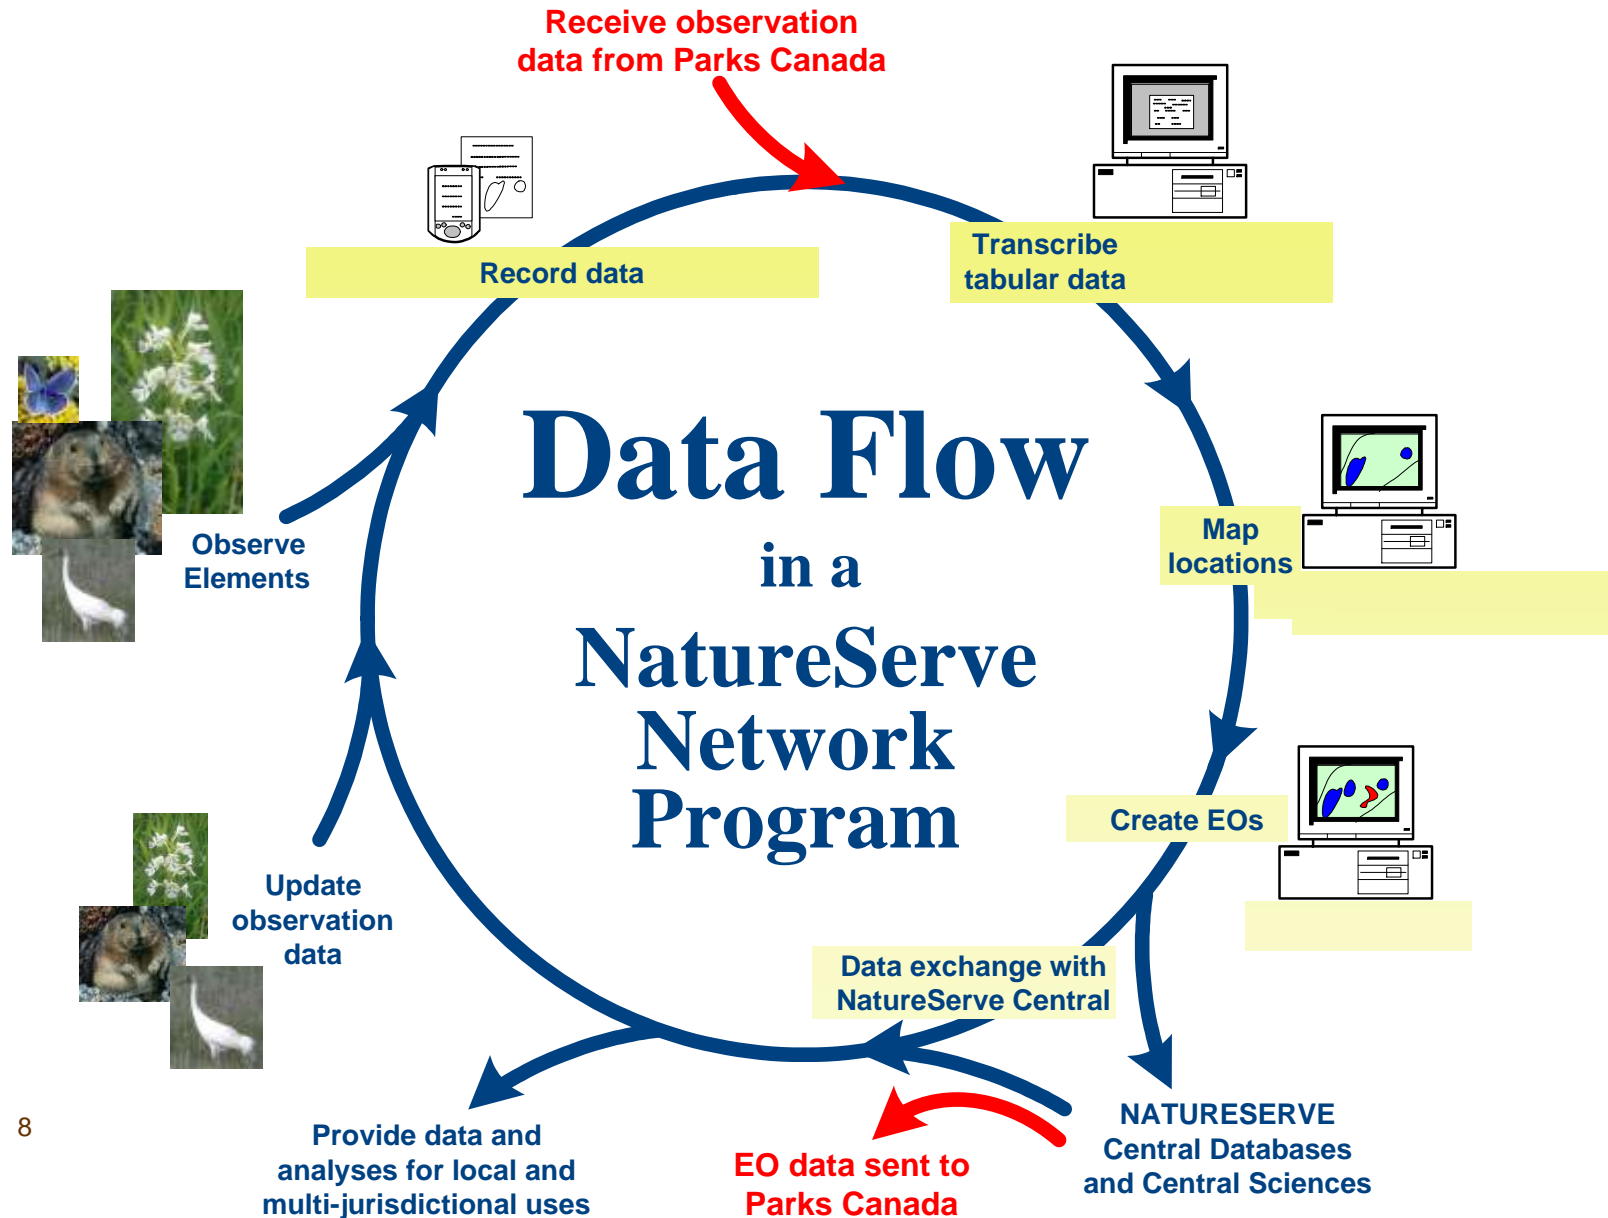 Receive observation
data from Parks Canada
Record data
Transcribe
tabular data
Data Flow
in a
NatureServe
Network
Program
Map
locations
Observe
Elements
Create EOs
Update
observation
data
Data exchange with
NatureServe Central
NATURESERVE
Central Databases
and Central Sciences
EO data sent to
Parks Canada
Provide data and
analyses for local and
multi-jurisdictional uses
8